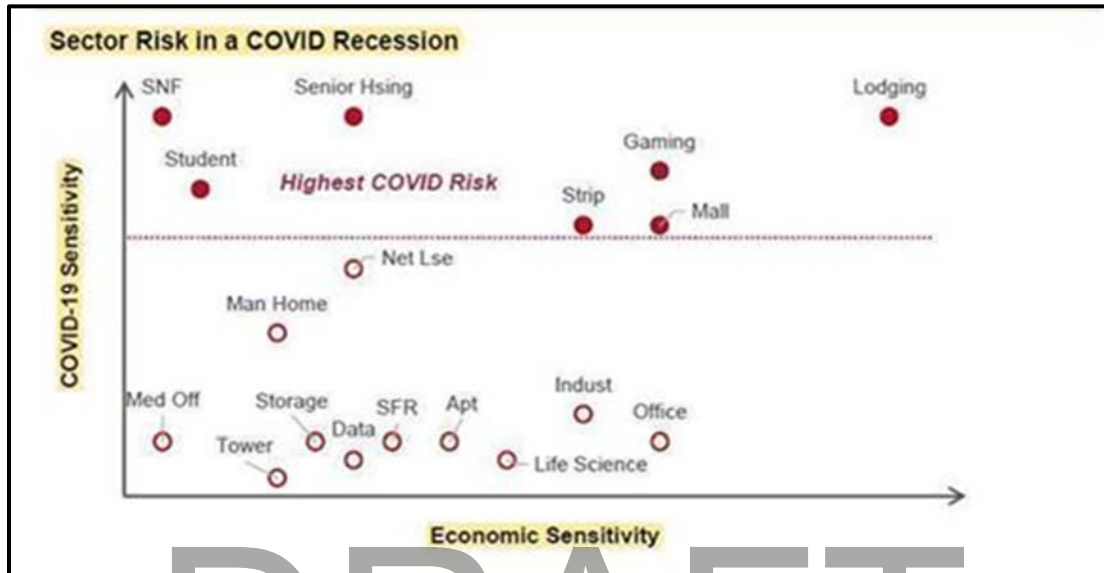 Sector Risk in a COVID Recession
SNF
Senior Hsing
Lodging
Student
Gaming
Highest COVID Risk
Strip
Mall
Net Lse
Man Home
Med Off
Storage
SFR
Apt
Indust
Office
Tower
Data
Life Science
COVID-19 Sensitivity
Economic Sensitivity
DRAFT